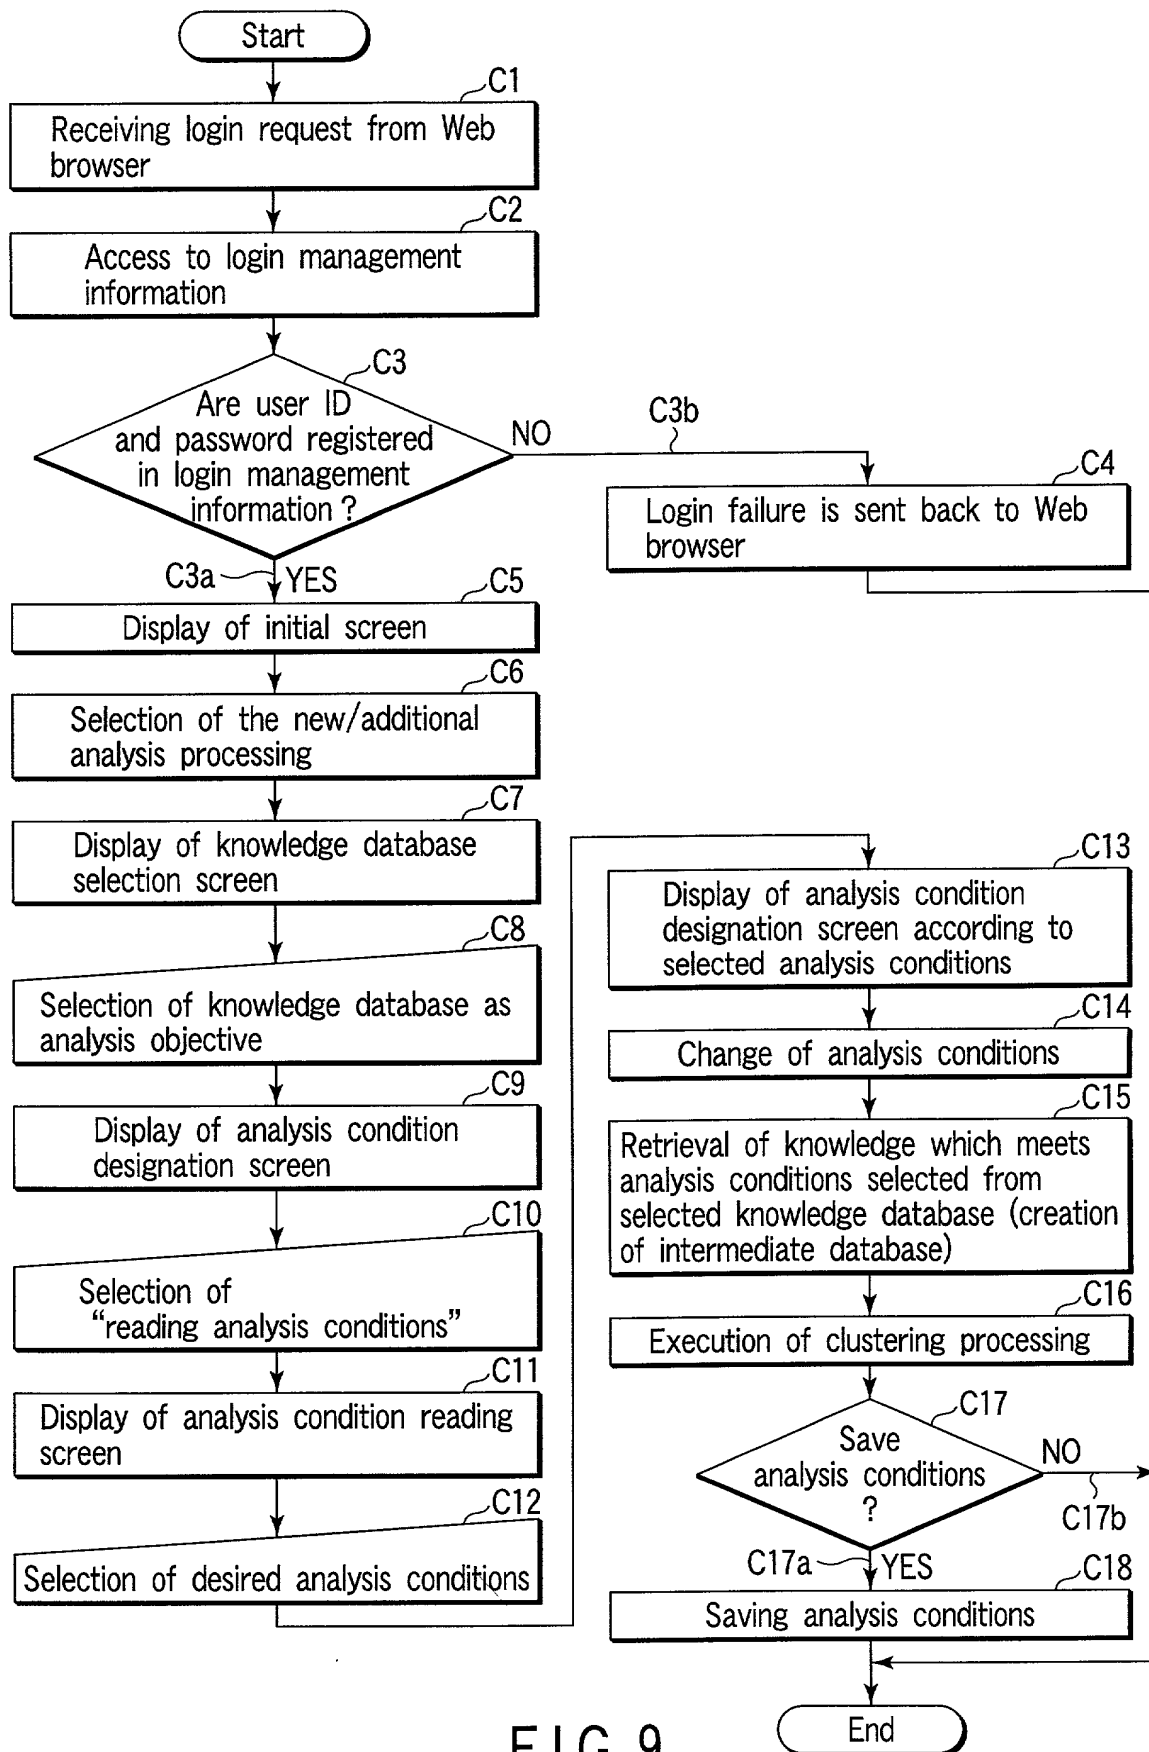 Start
C1
Receiving login request from Web
browser
C2
Access to login management
information
C3
Are user ID
and password registered
in login management
information ?
NO
C3b
C4
Login failure is sent back to Web
browser
C3a
YES
C5
Display of initial screen
C6
Selection of the new/additional
analysis processing
C7
Display of knowledge database
selection screen
C8
Selection of knowledge database as
analysis objective
C9
Display of analysis condition
designation screen
C10
Selection of
“reading analysis conditions”
C11
Display of analysis condition reading
screen
C12
Selection of desired analysis conditions
C13
Display of analysis condition
designation screen according to
selected analysis conditions
C14
Change of analysis conditions
C15
Retrieval of knowledge which meets
analysis conditions selected from
selected knowledge database (creation
of intermediate database)
C16
Execution of clustering processing
C17
Save
analysis conditions
?
NO
C17b
C17a
YES
C18
Saving analysis conditions
End
FIG. 9